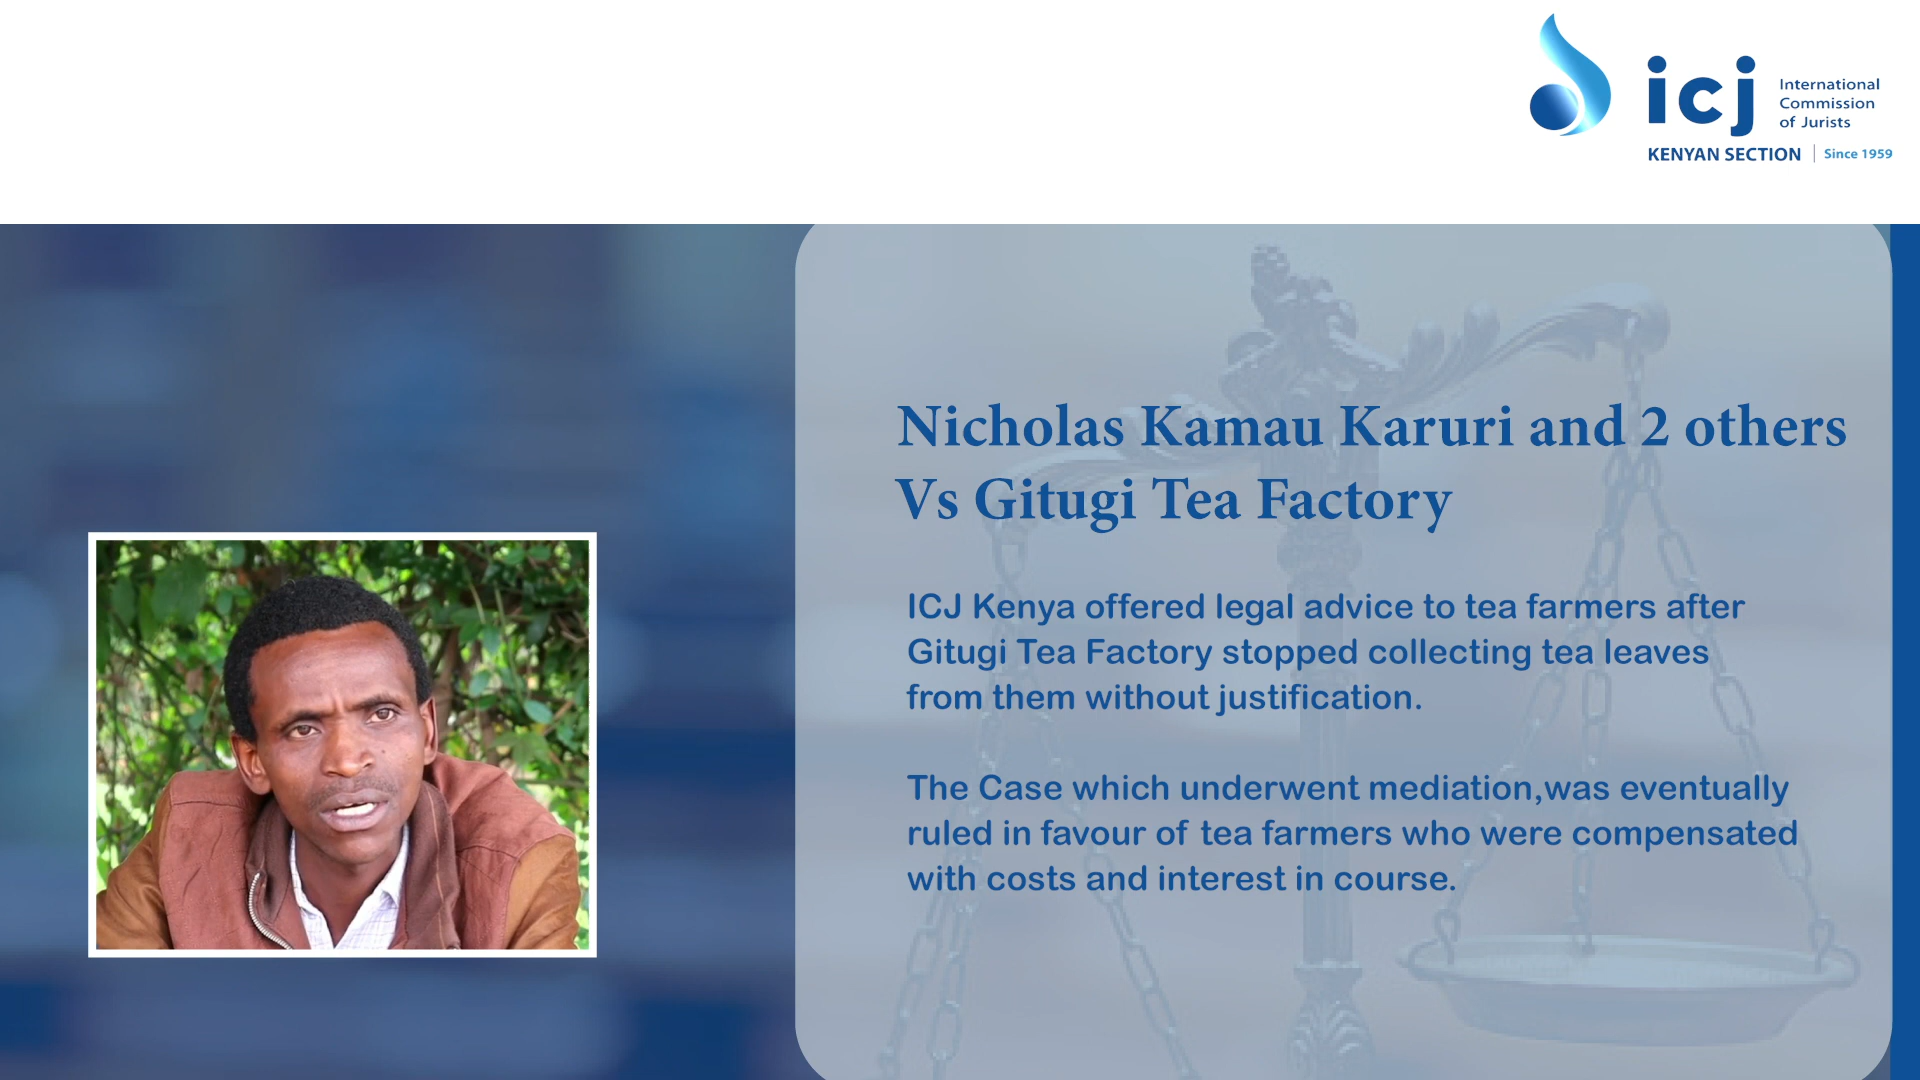 icj
International
Commission
of Jurists
KENYAN SECTION | Since 1959
Nicholas Kamau Karuri and 2 others
Vs Gitugi Tea Factory
ICJ Kenya offered legal advice to tea farmers after
Gitugi Tea Factory stopped collecting tea leaves
from them without justification.
The Case which underwent mediation,was eventually
ruled in favour of tea farmers who were compensated
with costs and interest in course.